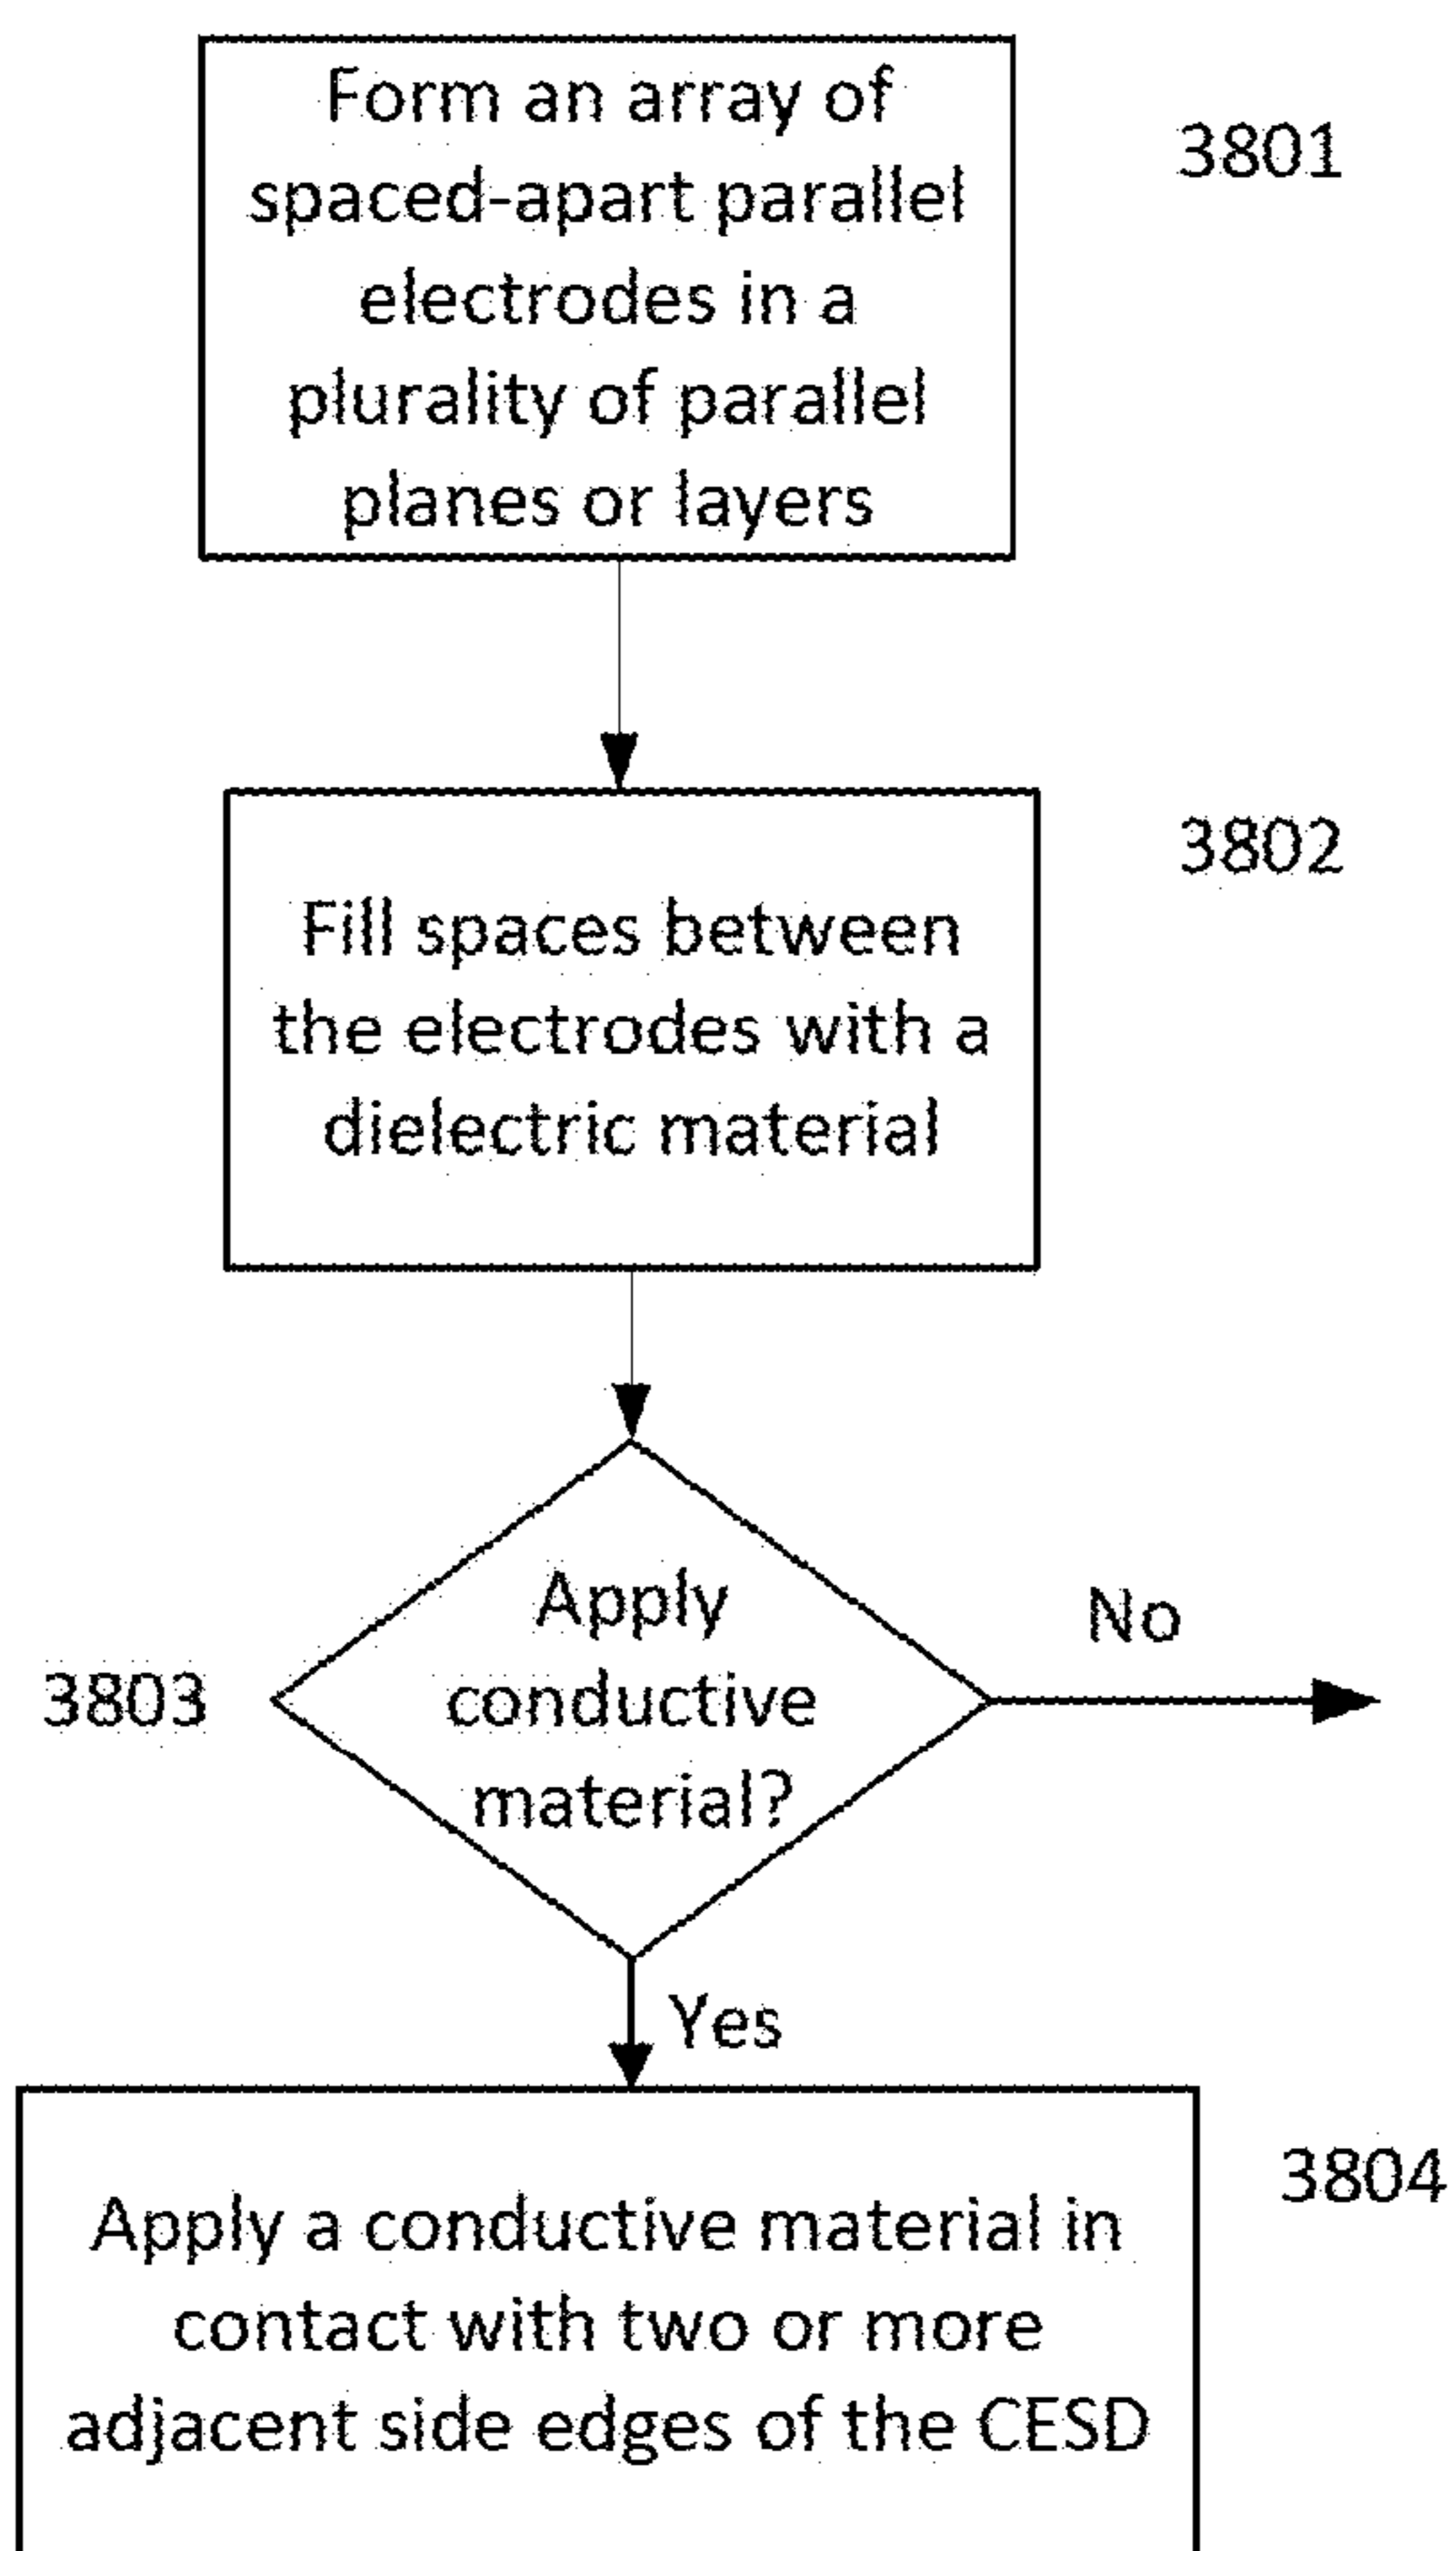 Form an array of
3801
spaced-apart parallel
electrodes in a
plurality of parallel
planes or layers
3802
Fill spaces between
the electrodes with a
dielectric material
Apply
No
3803
conductive
material?
Yes
3804
Apply a conductive material in
contact with two or more
adjacent side edges of the CESD